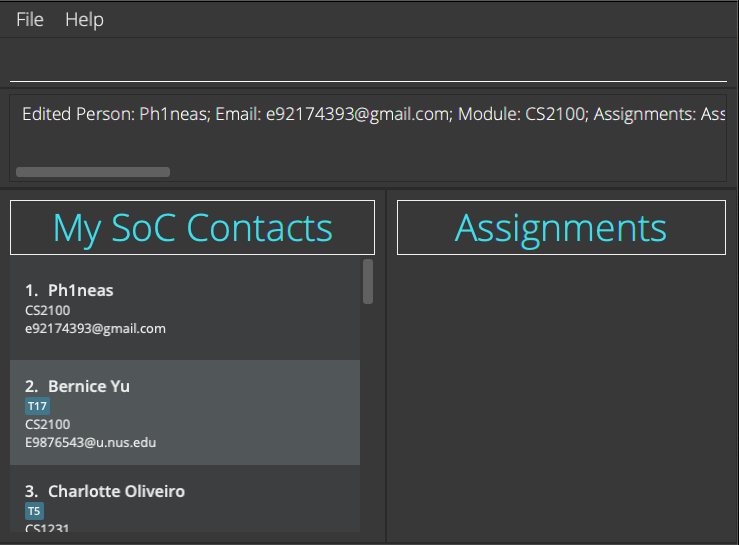 File Help
Edited Person: Ph1neas; Email: e92174393@gmail.com; Module: CS2100; Assignments: Ass
My SoC Contacts
Assignments
1. Ph1neas
CS2100
e92174393@gmail.com
2. Bernice Yu
T17
CS2100
E9876543@u.nus.edu
3. Charlotte Oliveiro
T5
CS1231